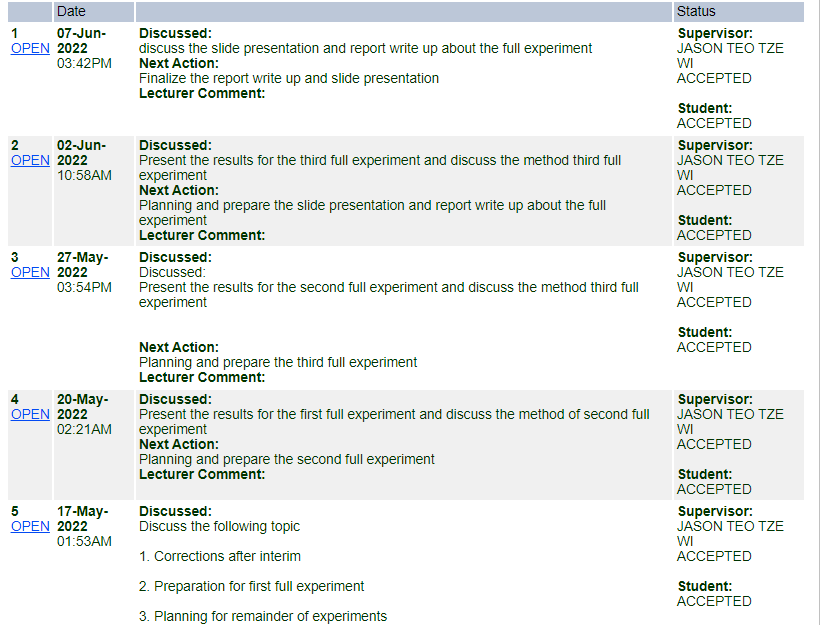 Date Status
1 07-Jun- Discussed: Supervisor:
OPEN 2022 discuss the slide presentation and report write up about the full experiment JASON TEO TZE
03:42PM Next Action: WI
Finalize the report write up and slide presentation ACCEPTED
Lecturer Comment:
Student:
ACCEPTED
2 02-Jun- Discussed: Supervisor:
OPEN 2022 Present the results for the third full experiment and discuss the method third full JASON TEO TZE
10:58AM experiment WI
Next Action: ACCEPTED
Planning and prepare the slide presentation and report write up about the full
experiment Student:
Lecturer Comment: ACCEPTED
3 27-May- Discussed: Supervisor:
OPEN 2022 Discussed: JASON TEO TZE
03:54PM Present the results for the second full experiment and discuss the method third full WI
experiment ACCEPTED
Student:
Next Action: ACCEPTED
Planning and prepare the third full experiment
Lecturer Comment:
4 20-May- Discussed: Supervisor:
OPEN 2022 Present the results for the first full experiment and discuss the method of second full JASON TEO TZE
02:21AM experiment WI
Next Action: ACCEPTED
Planning and prepare the second full experiment
Lecturer Comment: Student:
ACCEPTED
5 17-May- Discussed: Supervisor:
OPEN 2022 Discuss the following topic JASON TEO TZE
01:53AM WI
1. Corrections after interim ACCEPTED
2. Preparation for first full experiment Student:
ACCEPTED
3. Planning for remainder of experiments